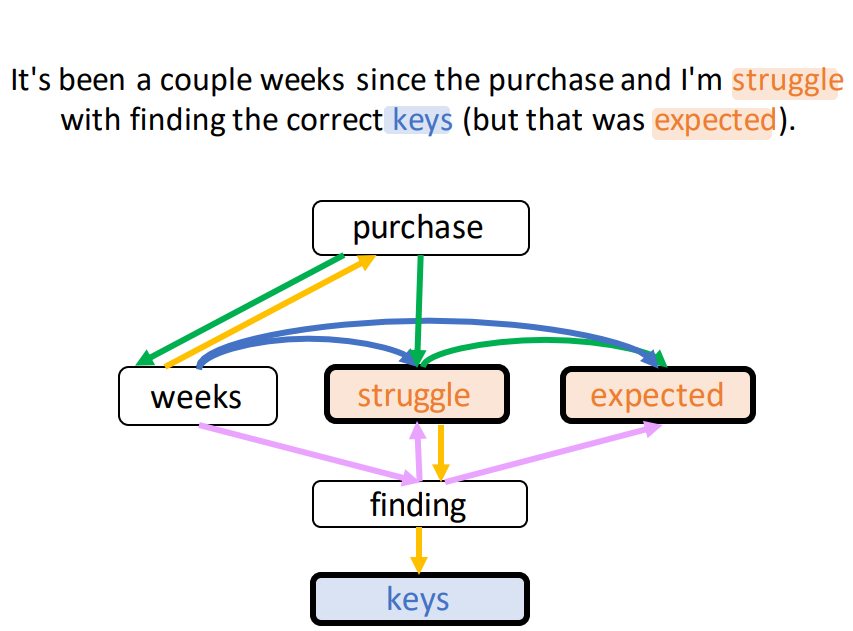 It's been a couple weeks since the purchase and I'm struggle
with finding the correct keys (but that was expected).
purchase
weeks struggle expected
finding
keys